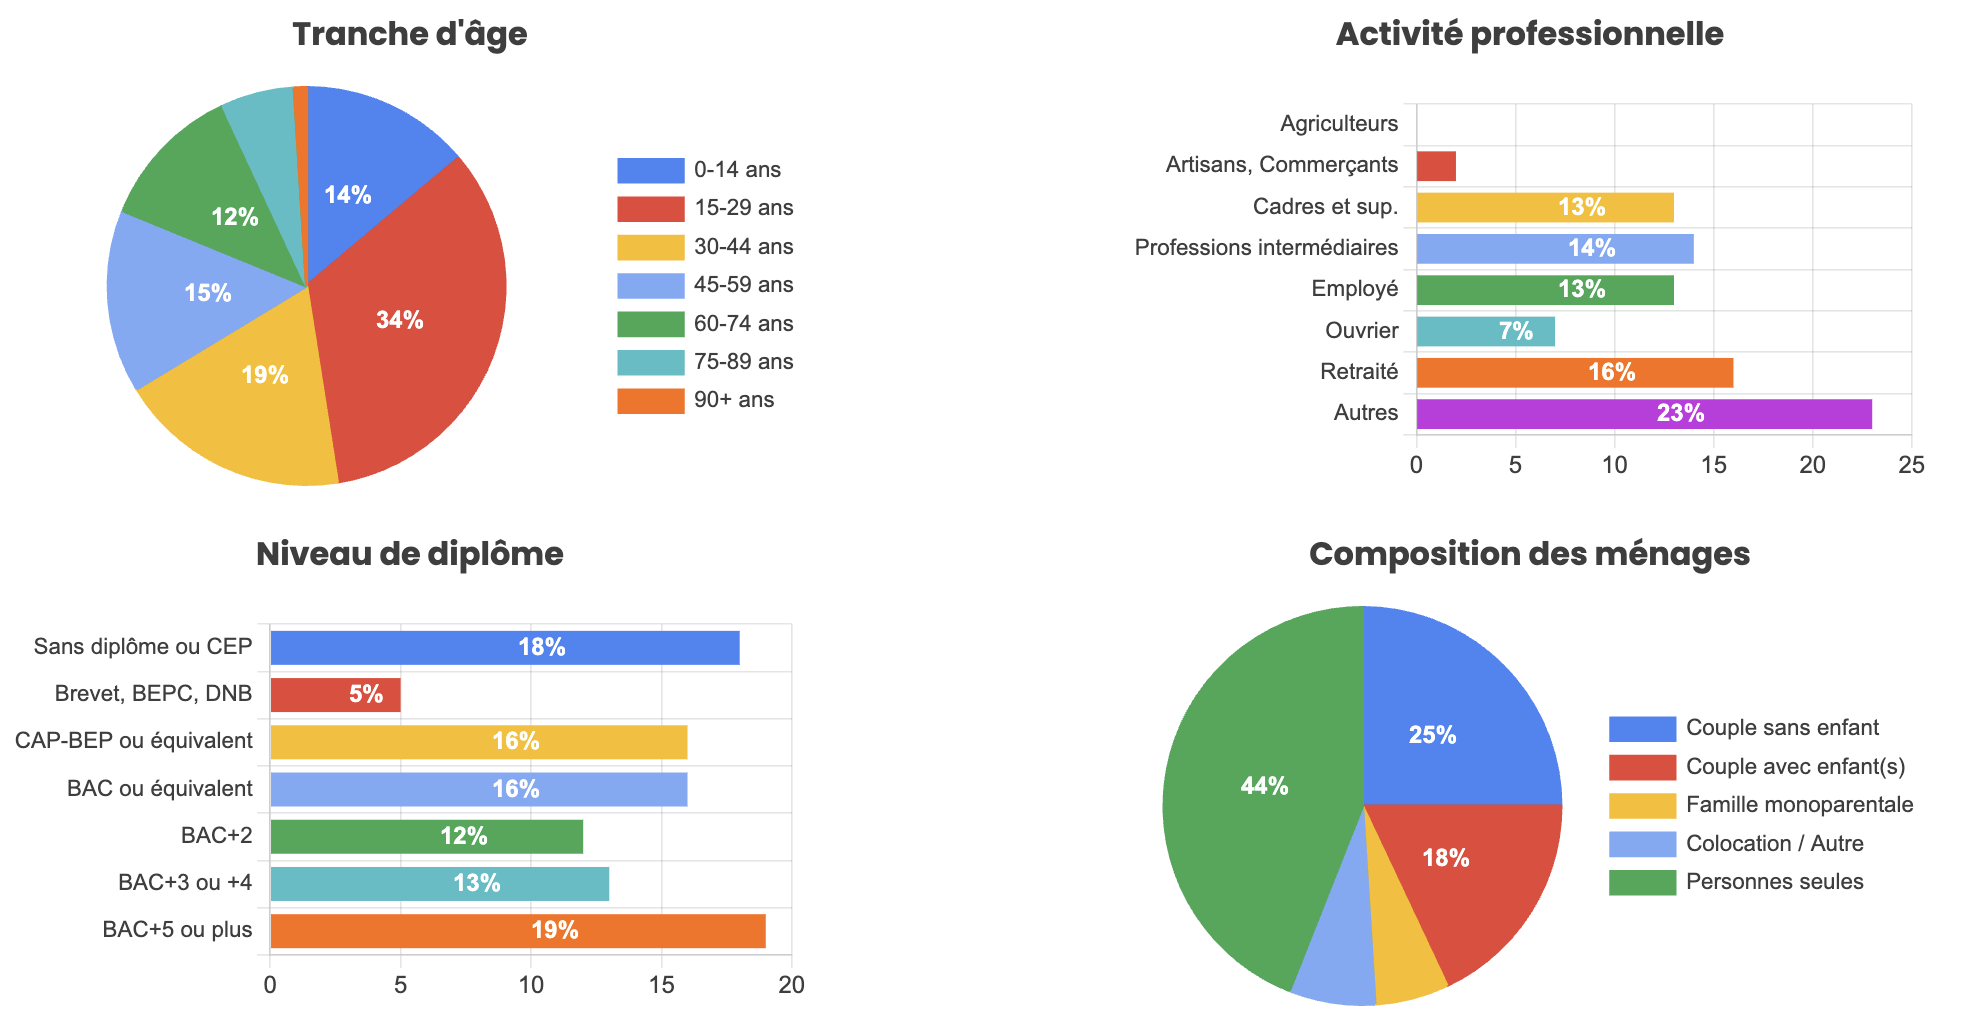 Tranche d'âge
14%
34%
19%
15%
12%
0-14 ans
15-29 ans
30-44 ans
45-59 ans
60-74 ans
75-89 ans
90+ ans
Activité professionnelle
Agriculteurs
Artisans, Commerçants
Cadres et sup. 13%
Professions intermédiaires 14%
Employé 13%
Ouvrier 7%
Retraité 16%
Autres 23%
0 5 10 15 20 25
Niveau de diplôme
Sans diplôme ou CEP 18%
Brevet, BEPC, DNB 5%
CAP-BEP ou équivalent 16%
BAC ou équivalent 16%
BAC+2 12%
BAC+3 ou +4 13%
BAC+5 ou plus 19%
0 5 10 15 20
Composition des ménages
25%
18%
44%
Couple sans enfant
Couple avec enfant(s)
Famille monoparentale
Colocation / Autre
Personnes seules